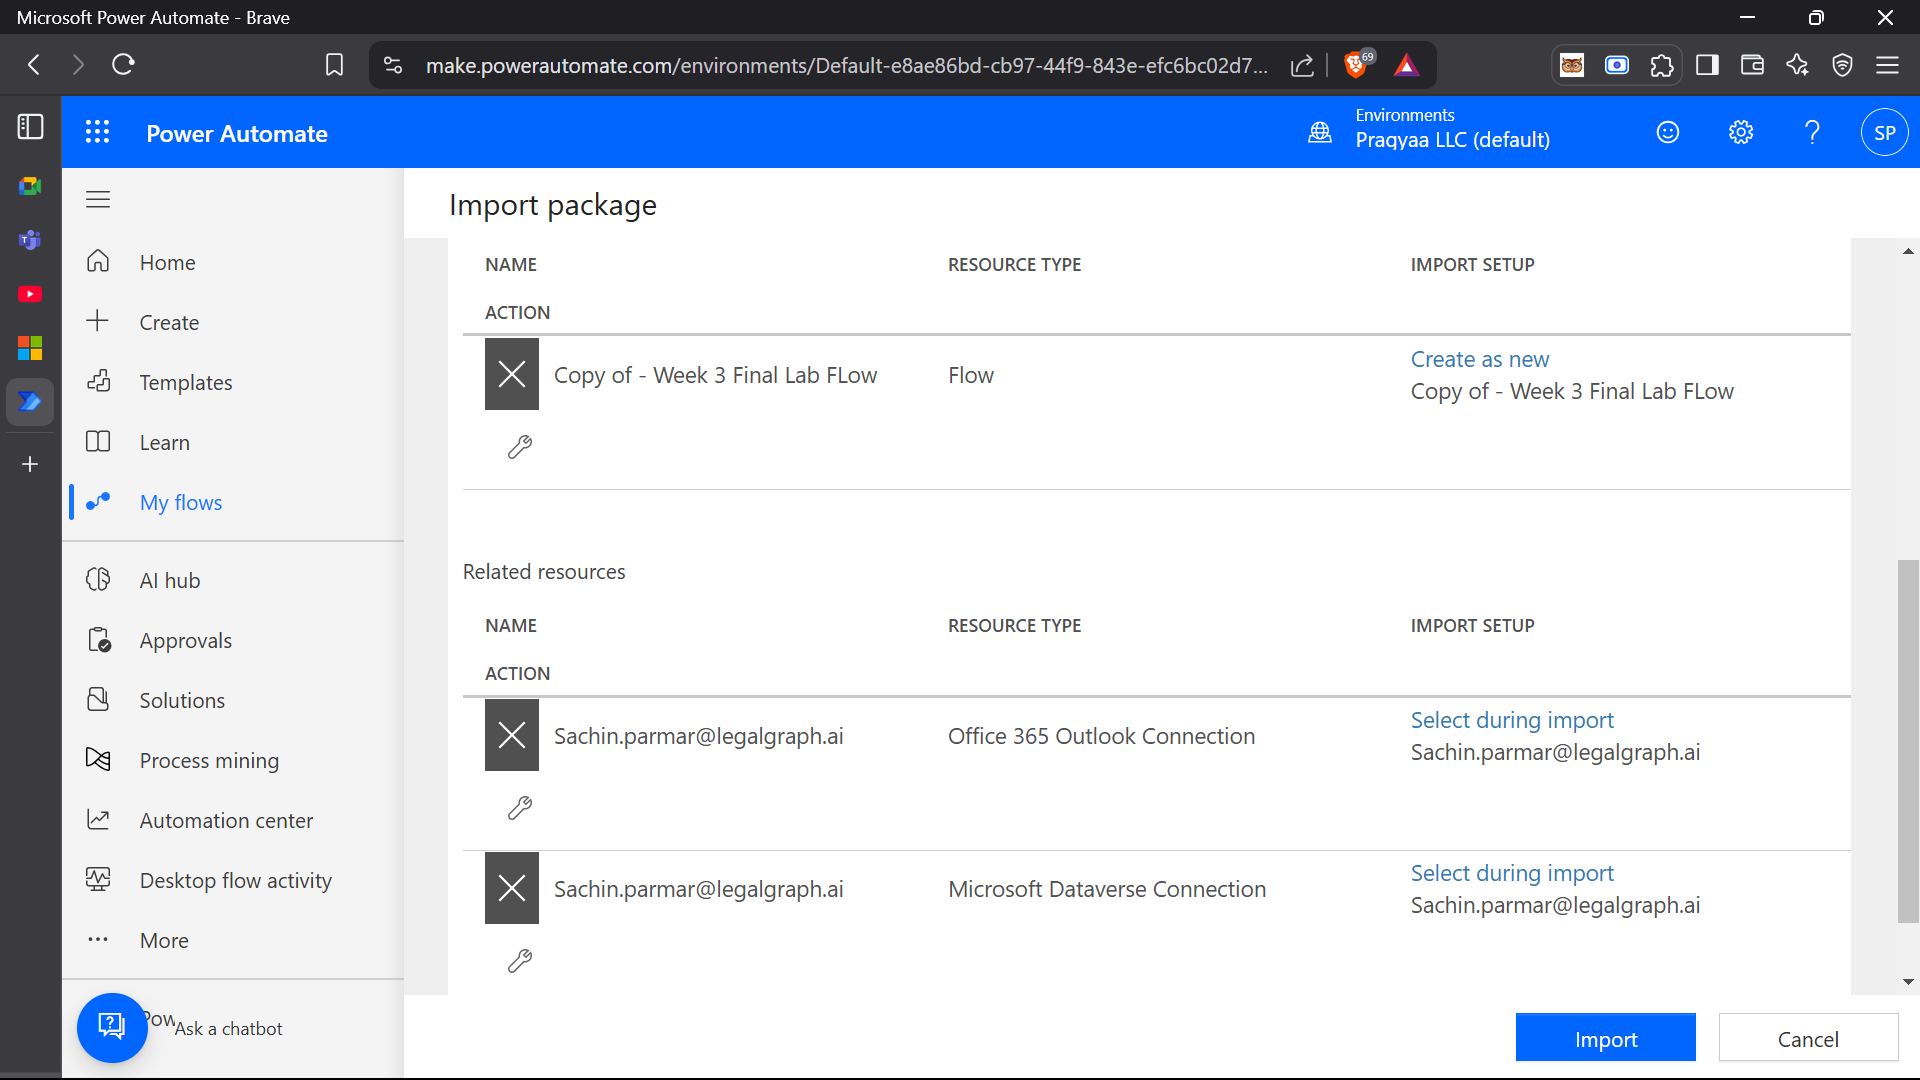 Microsoft Power Automate - Brave
make.powerautomate.com/environments/Default-e8ae86bd-cb97-44f9-843e-efc6bc02d7...
69
Power Automate
Environments
Pragyaa LLC (default)
SP
Import package
Home
Create
Templates
Learn
My flows
AI hub
Approvals
Solutions
Process mining
Automation center
Desktop flow activity
More
Pow
Ask a chatbot
NAME RESOURCE TYPE IMPORT SETUP
ACTION
Copy of - Week 3 Final Lab FLow Flow Create as new
Copy of - Week 3 Final Lab FLow
Related resources
NAME RESOURCE TYPE IMPORT SETUP
ACTION
Sachin.parmar@legalgraph.ai Office 365 Outlook Connection Select during import
Sachin.parmar@legalgraph.ai
Sachin.parmar@legalgraph.ai Microsoft Dataverse Connection Select during import
Sachin.parmar@legalgraph.ai
Import Cancel